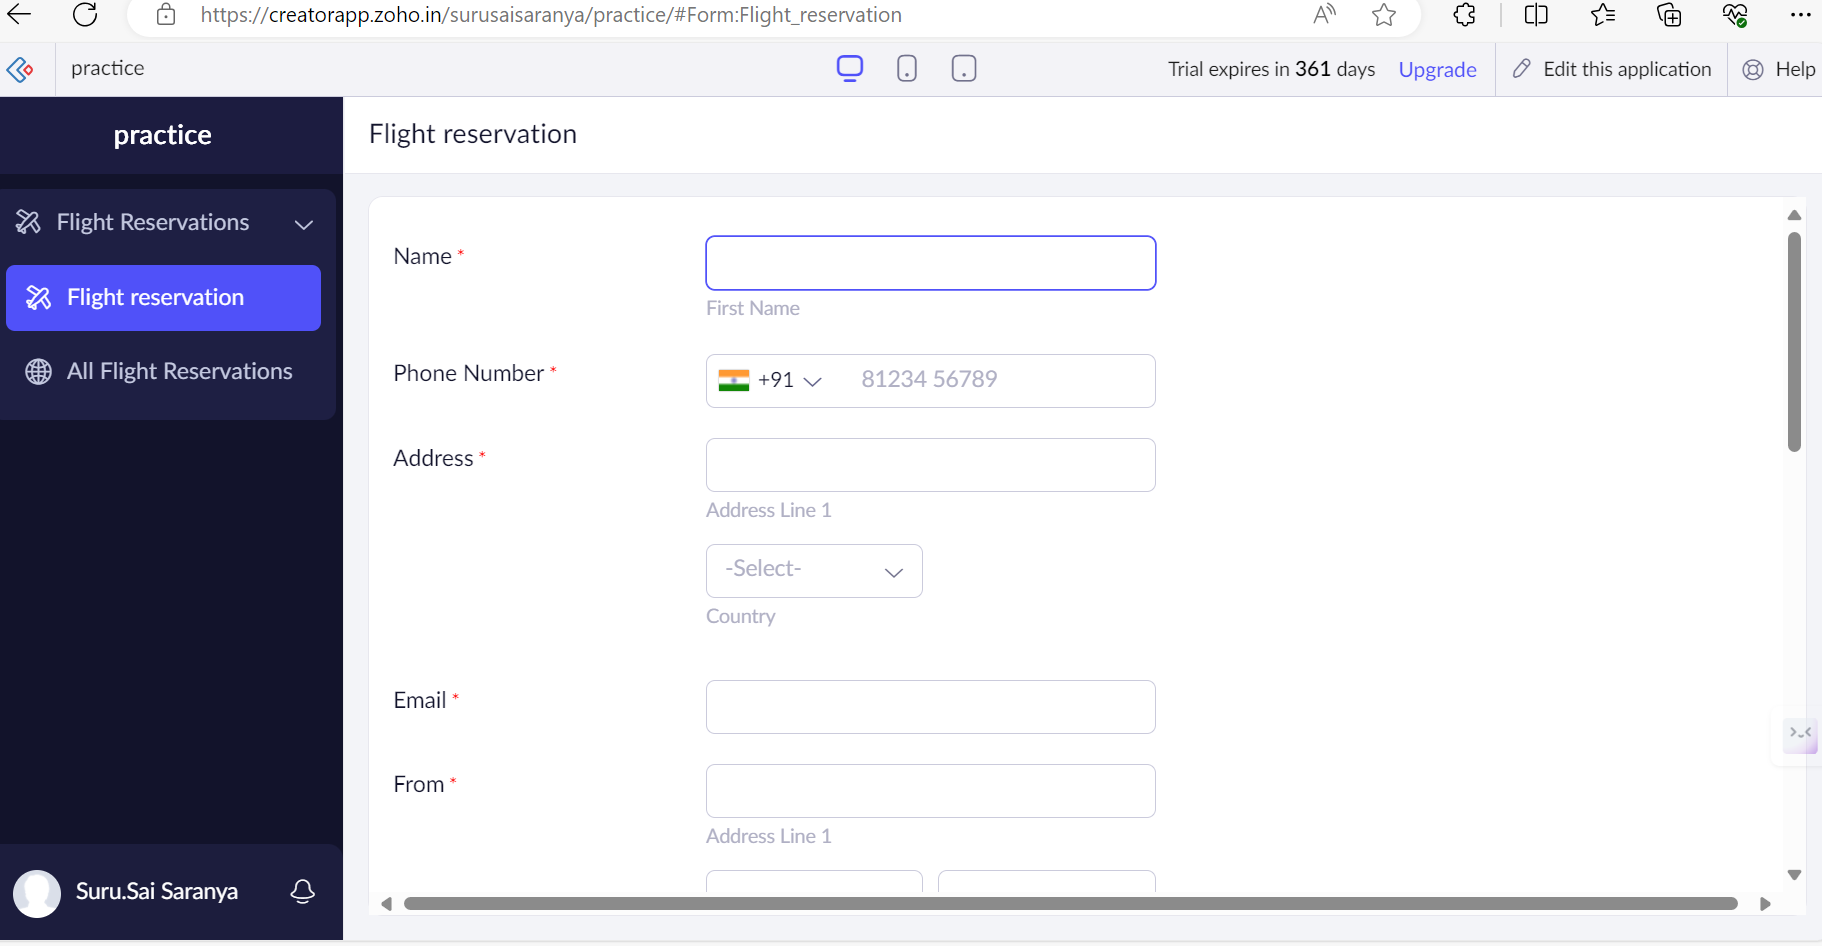 https://creatorapp.zoho.in/surusaisaranya/practice/#Form:Flight_reservation
practice
Trial expires in 361 days
Upgrade
Edit this application
Help
practice
Flight Reservations
Flight reservation
All Flight Reservations
Suru.Sai Saranya
Flight reservation
Name *
First Name
Phone Number *
+91
81234 56789
Address *
Address Line 1
-Select-
Country
Email *
From *
Address Line 1